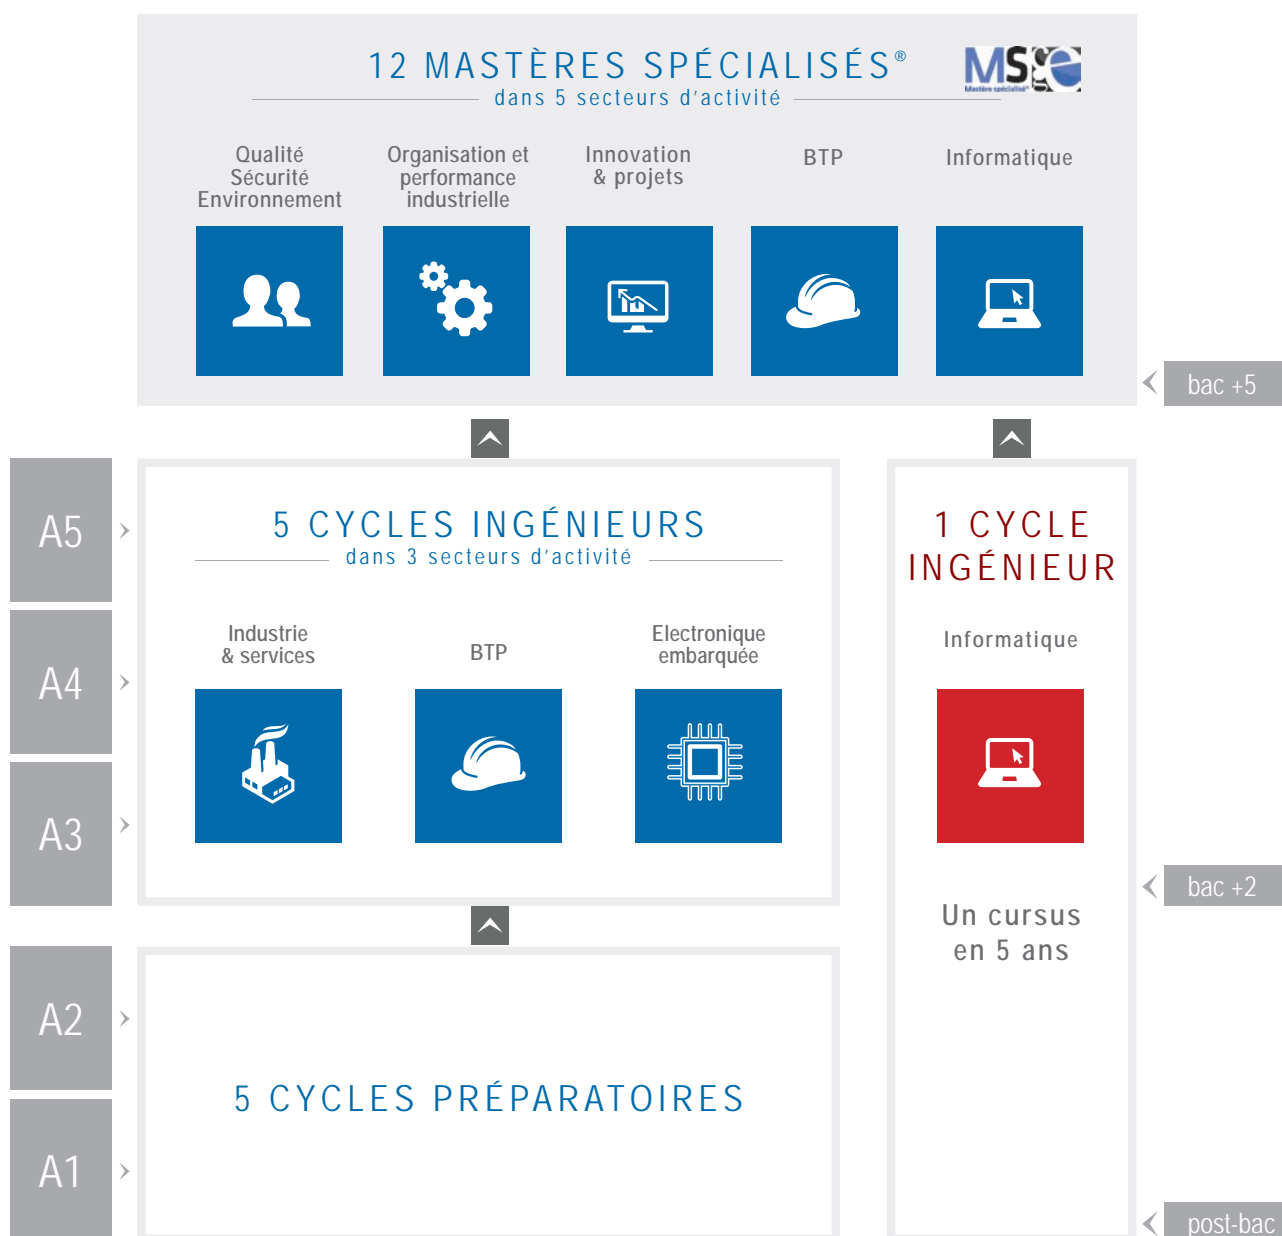 12 MASTÈRES SPÉCIALISÉS®
dans 5 secteurs d'activité
MS
Mastère spécialisé®
Qualité
Sécurité
Environnement
Organisation et
performance
industrielle
Innovation
& projets
BTP
Informatique
bac +5
A5
A4
A3
5 CYCLES INGÉNIEURS
dans 3 secteurs d'activité
Industrie
& services
BTP
Electronique
embarquée
1 CYCLE
INGÉNIEUR
Informatique
Un cursus
en 5 ans
bac +2
A2
A1
5 CYCLES PRÉPARATOIRES
post-bac